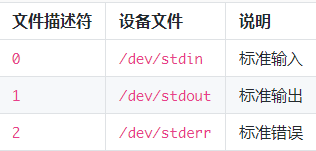 文件描述符 设备文件 说明
0 /dev/stdin 标准输入
1 /dev/stdout 标准输出
2 /dev/stderr 标准错误